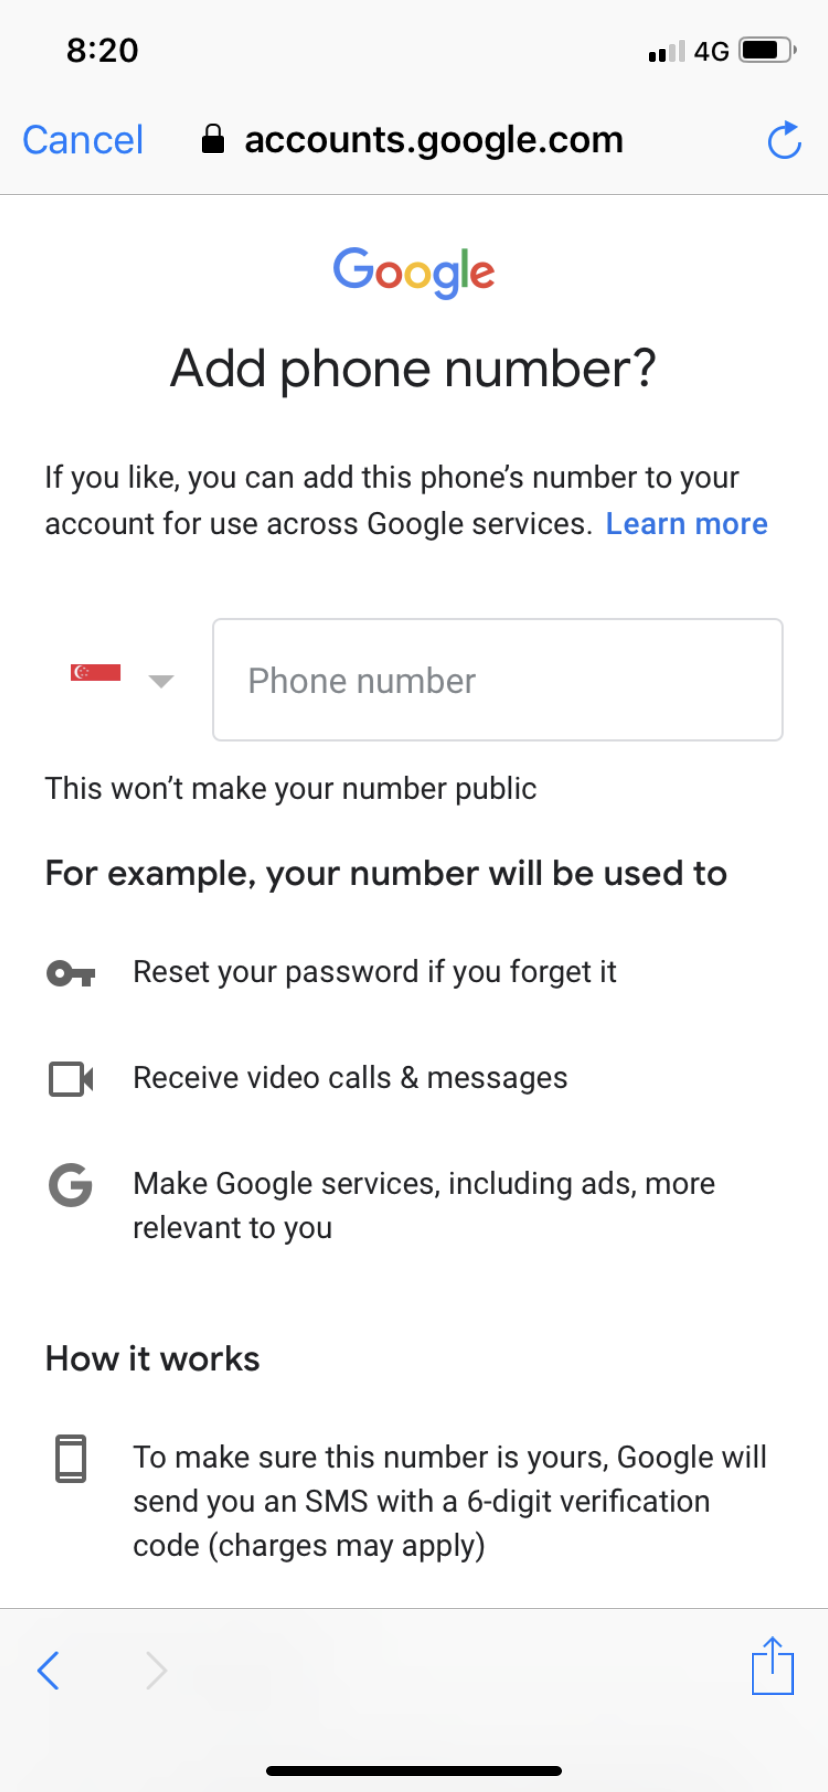 8:20
4G
Cancel
accounts.google.com
Google
Add phone number?
If you like, you can add this phone’s number to your
account for use across Google services. Learn more
Phone number
This won’t make your number public
For example, your number will be used to
Reset your password if you forget it
Receive video calls & messages
G
Make Google services, including ads, more
relevant to you
How it works
To make sure this number is yours, Google will
send you an SMS with a 6-digit verification
code (charges may apply)